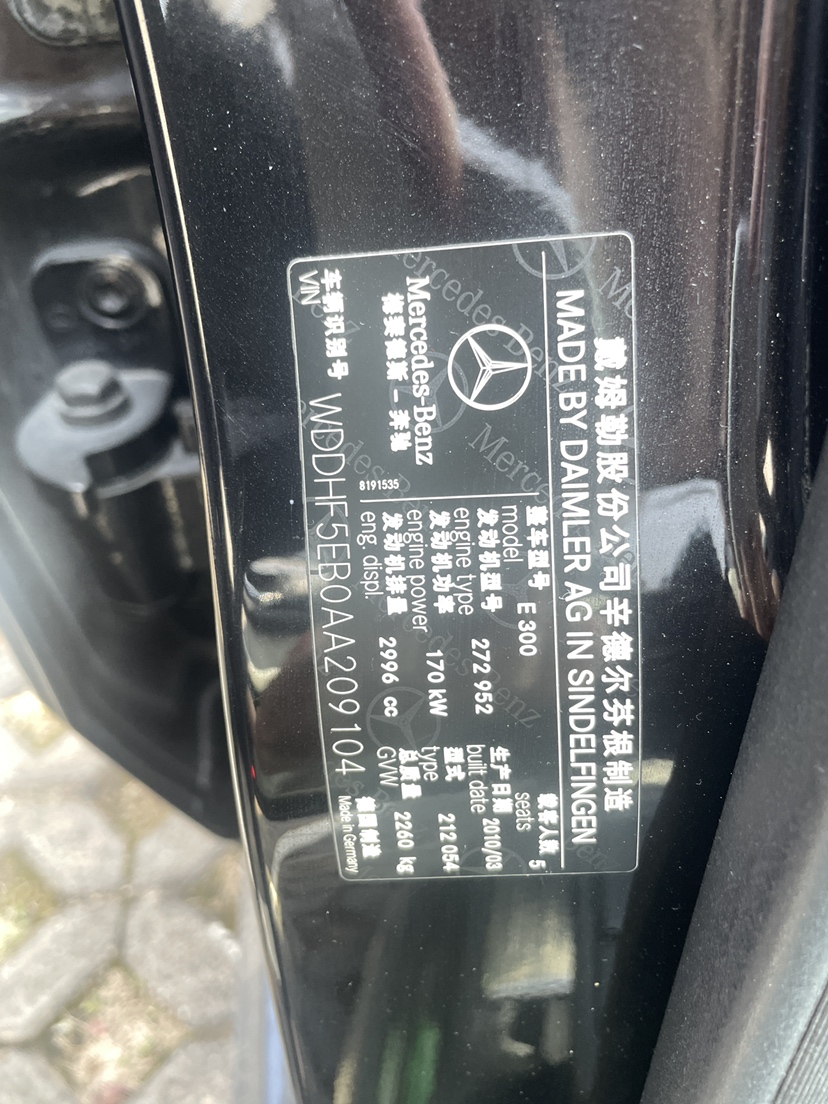 戴姆勒股份公司辛德尔芬根制造
MADE BY DAIMLER AG IN SINDELFINGEN
Mercedes-Benz
梅赛德斯－奔驰
8191535
整车型号
model E 300
载客人数
seats 5
发动机型号
engine type 272 952
生产日期
built date 2010/03
发动机功率
engine power 170 kW
型式
type 212 054
发动机排量
eng. displ. 2996 cc
总质量
GVW 2260 kg
车辆识别号
VIN WDDHF5EB0AA209104
德国制造
Made in Germany